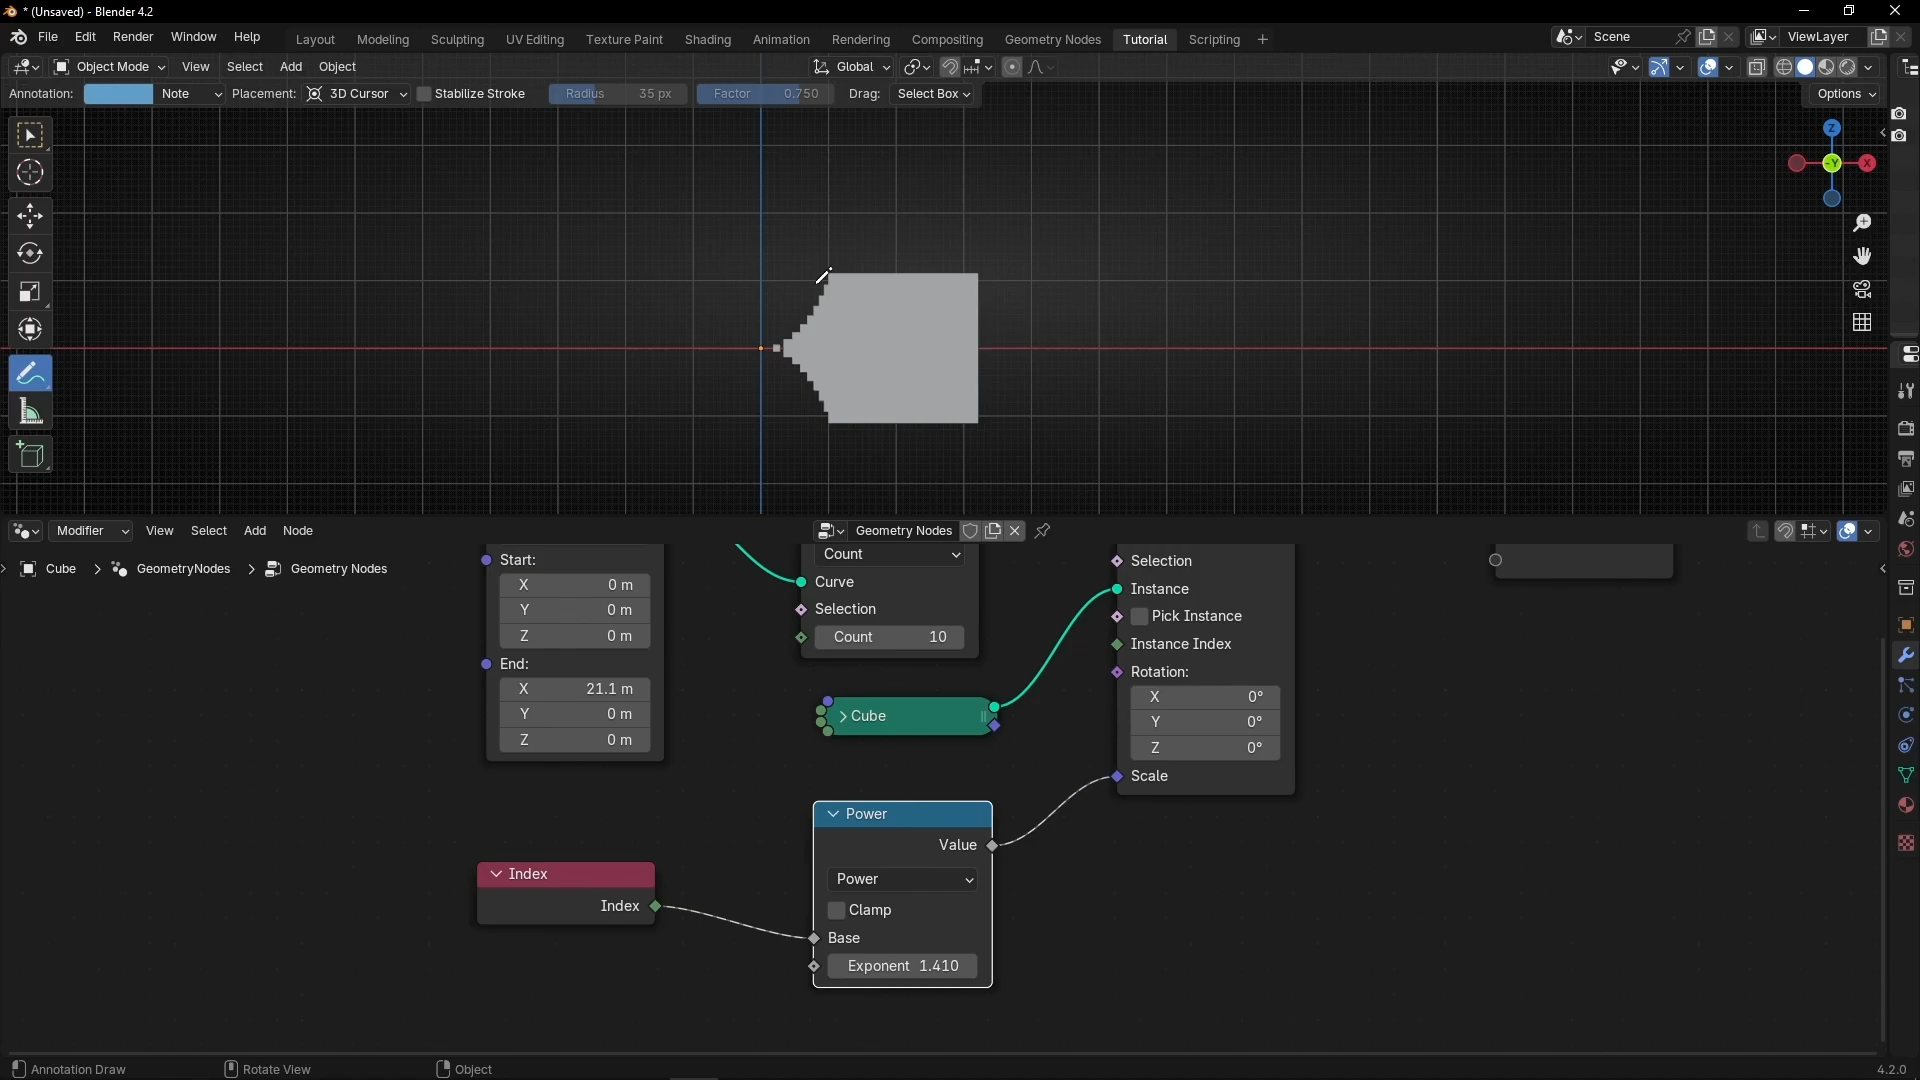 * (Unsaved) - Blender 4.2
File Edit Render Window Help Layout Modeling Sculpting UV Editing Texture Paint Shading Animation Rendering Compositing Geometry Nodes Tutorial Scripting + Scene ViewLayer
Object Mode View Select Add Object Global
Annotation: Note Placement: 3D Cursor Stabilize Stroke Radius 35 px Factor 0.750 Drag: Select Box Options
Z
-Y X
Modifier View Select Add Node Geometry Nodes
Cube > GeometryNodes > Geometry Nodes
Start:
X 0 m
Y 0 m
Z 0 m
End:
X 21.1 m
Y 0 m
Z 0 m
Count
Curve
Selection
Count 10
Cube
Selection
Instance
Pick Instance
Instance Index
Rotation:
X 0°
Y 0°
Z 0°
Scale
Index
Index
Power
Value
Power
Clamp
Base
Exponent 1.410
Annotation Draw Rotate View Object 4.2.0